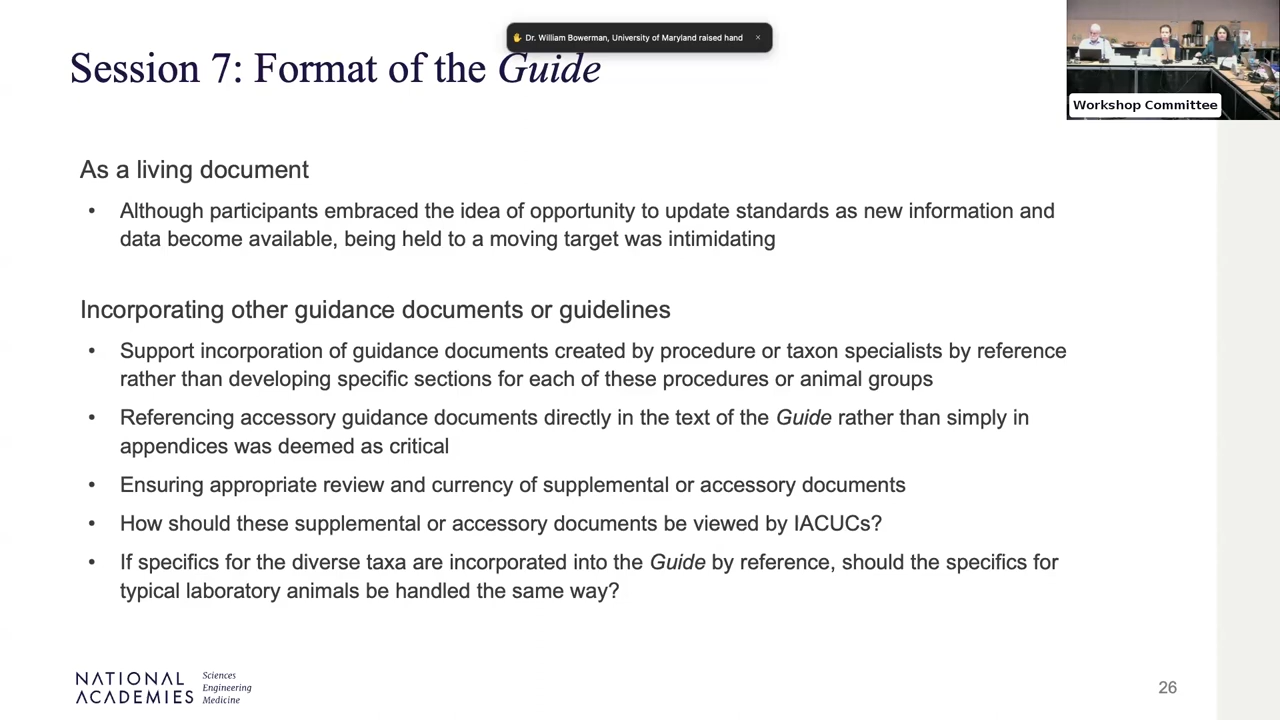 ✋ Dr. William Bowerman, University of Maryland raised hand ×
Session 7: Format of the Guide
Workshop Committee
As a living document
• Although participants embraced the idea of opportunity to update standards as new information and
data become available, being held to a moving target was intimidating
Incorporating other guidance documents or guidelines
• Support incorporation of guidance documents created by procedure or taxon specialists by reference
rather than developing specific sections for each of these procedures or animal groups
• Referencing accessory guidance documents directly in the text of the Guide rather than simply in
appendices was deemed as critical
• Ensuring appropriate review and currency of supplemental or accessory documents
• How should these supplemental or accessory documents be viewed by IACUCs?
• If specifics for the diverse taxa are incorporated into the Guide by reference, should the specifics for
typical laboratory animals be handled the same way?
NATIONAL ACADEMIES
Sciences
Engineering
Medicine
26